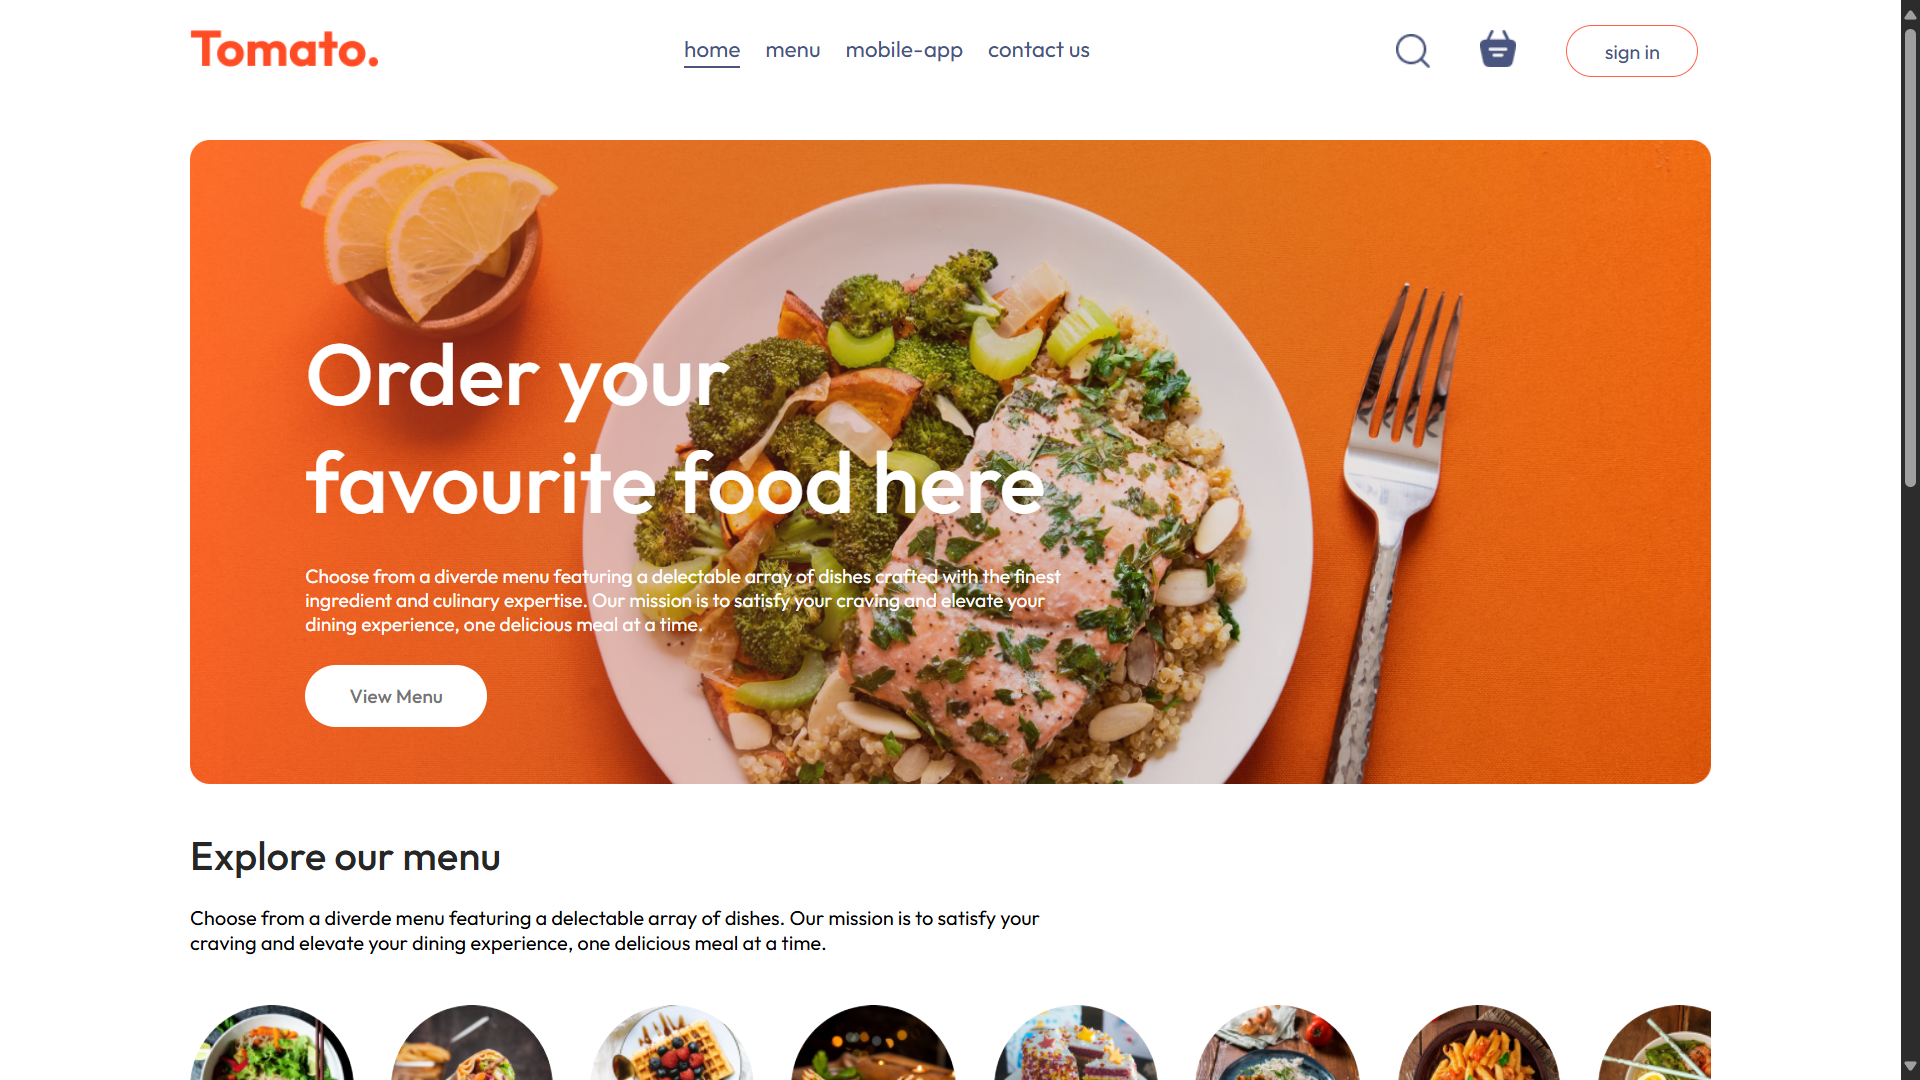 Tomato.
home menu mobile-app contact us
sign in
Order your
favourite food here
Choose from a diverde menu featuring a delectable array of dishes crafted with the finest
ingredient and culinary expertise. Our mission is to satisfy your craving and elevate your
dining experience, one delicious meal at a time.
View Menu
Explore our menu
Choose from a diverde menu featuring a delectable array of dishes. Our mission is to satisfy your
craving and elevate your dining experience, one delicious meal at a time.